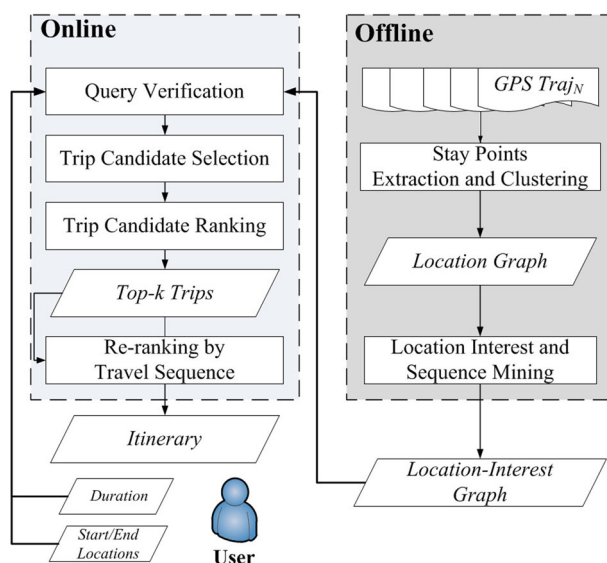 Online
Query Verification
Trip Candidate Selection
Trip Candidate Ranking
Top-k Trips
Re-ranking by
Travel Sequence
Itinerary
Duration
Start/End
Locations
User
Offline
GPS Traj_N
Stay Points
Extraction and Clustering
Location Graph
Location Interest and
Sequence Mining
Location-Interest
Graph